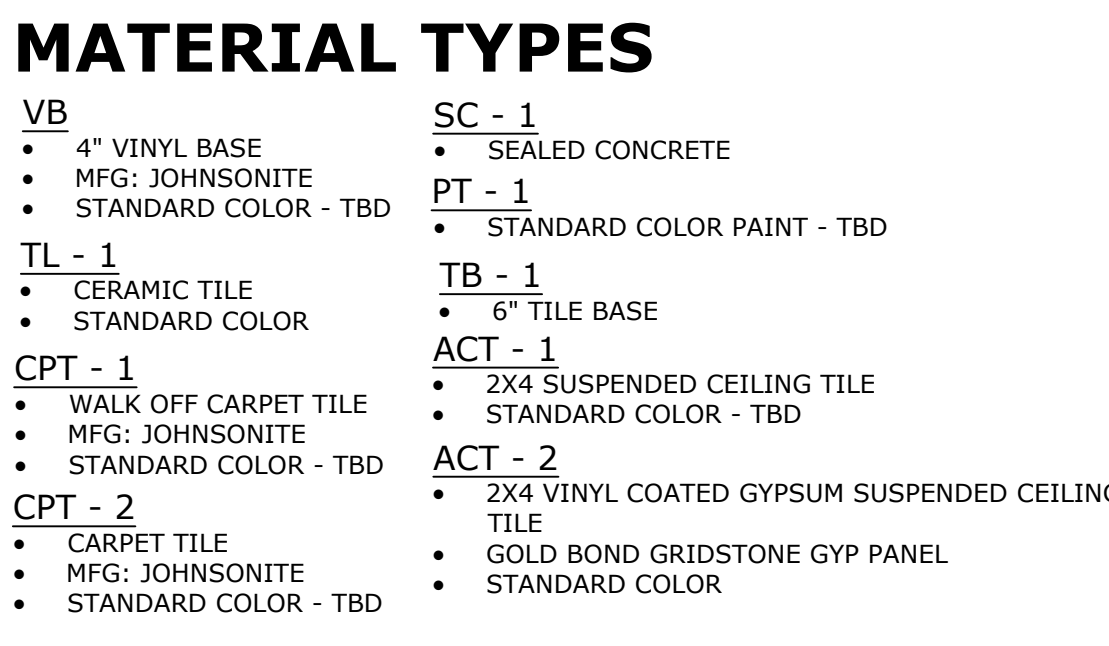 MATERIAL TYPES
VB
• 4" VINYL BASE
• MFG: JOHNSONITE
• STANDARD COLOR - TBD
TL - 1
• CERAMIC TILE
• STANDARD COLOR
CPT - 1
• WALK OFF CARPET TILE
• MFG: JOHNSONITE
• STANDARD COLOR - TBD
CPT - 2
• CARPET TILE
• MFG: JOHNSONITE
• STANDARD COLOR - TBD
SC - 1
• SEALED CONCRETE
PT - 1
• STANDARD COLOR PAINT - TBD
TB - 1
• 6" TILE BASE
ACT - 1
• 2X4 SUSPENDED CEILING TILE
• STANDARD COLOR - TBD
ACT - 2
• 2X4 VINYL COATED GYPSUM SUSPENDED CEILING
TILE
• GOLD BOND GRIDSTONE GYP PANEL
• STANDARD COLOR